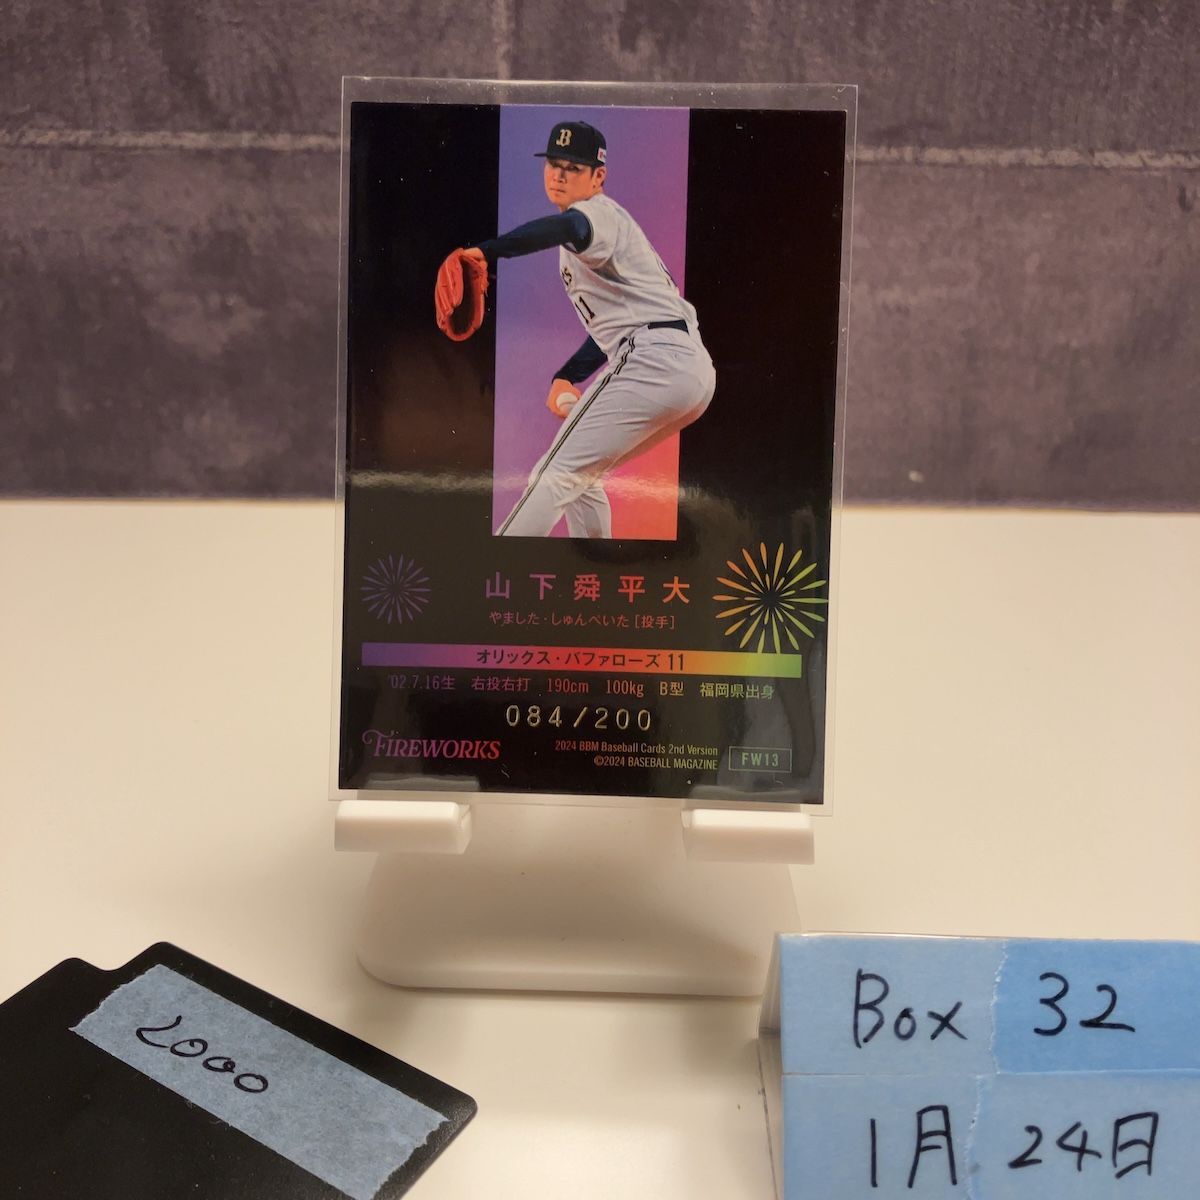 B
11
山下舜平大
やました・しゅんぺいた [投手]
オリックス・バファローズ 11
'02.7.16生 右投右打 190cm 100kg B型 福岡県出身
084/200
FIREWORKS
2024 BBM Baseball Cards 2nd Version
©2024 BASEBALL MAGAZINE
FW13
Box 32
1月 24日